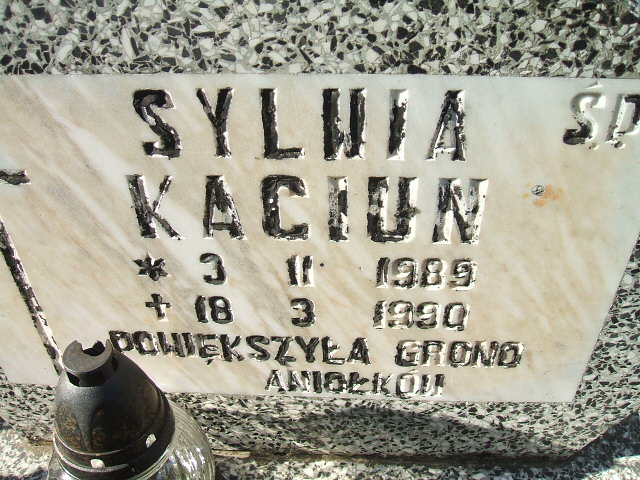 SYLWIA
Ś.P.
KACIUN
* 3 11 1989
† 18 3 1990
POWIĘKSZYŁA GRONO
ANIOŁKÓW